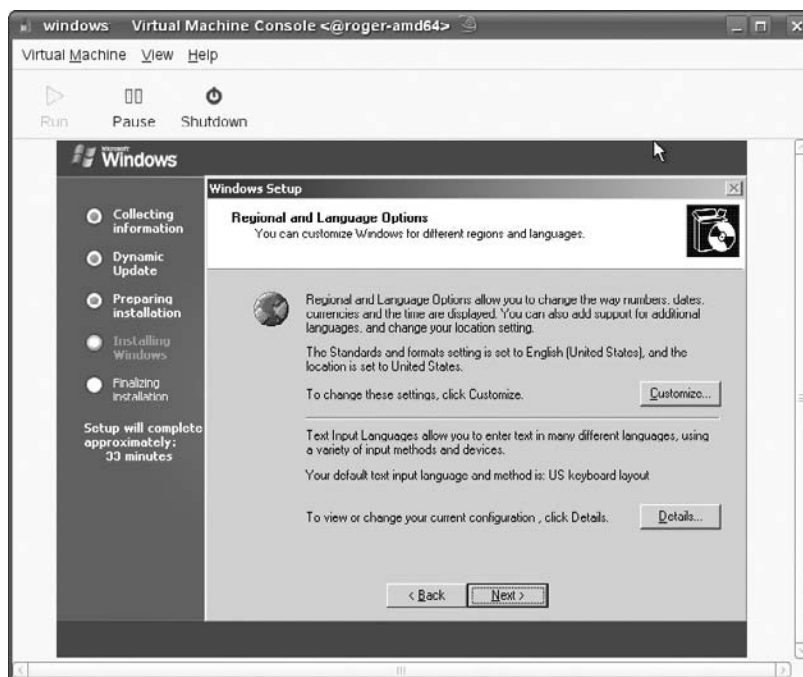 windows Virtual Machine Console <@roger-amd64>
Virtual Machine View Help
Run Pause Shutdown
Microsoft
Windows
Windows Setup
Collecting
information
Dynamic
Update
Preparing
installation
Installing
Windows
Finalizing
installation
Setup will complete
approximately:
33 minutes
Regional and Language Options
You can customize Windows for different regions and languages.
Regional and Language Options allow you to change the way numbers, dates,
currencies and the time are displayed. You can also add support for additional
languages, and change your location setting.
The Standards and formats setting is set to English (United States), and the
location is set to United States.
To change these settings, click Customize.
Customize...
Text Input Languages allow you to enter text in many different languages, using
a variety of input methods and devices.
Your default text input language and method is: US keyboard layout
To view or change your current configuration , click Details.
Details...
< Back Next >